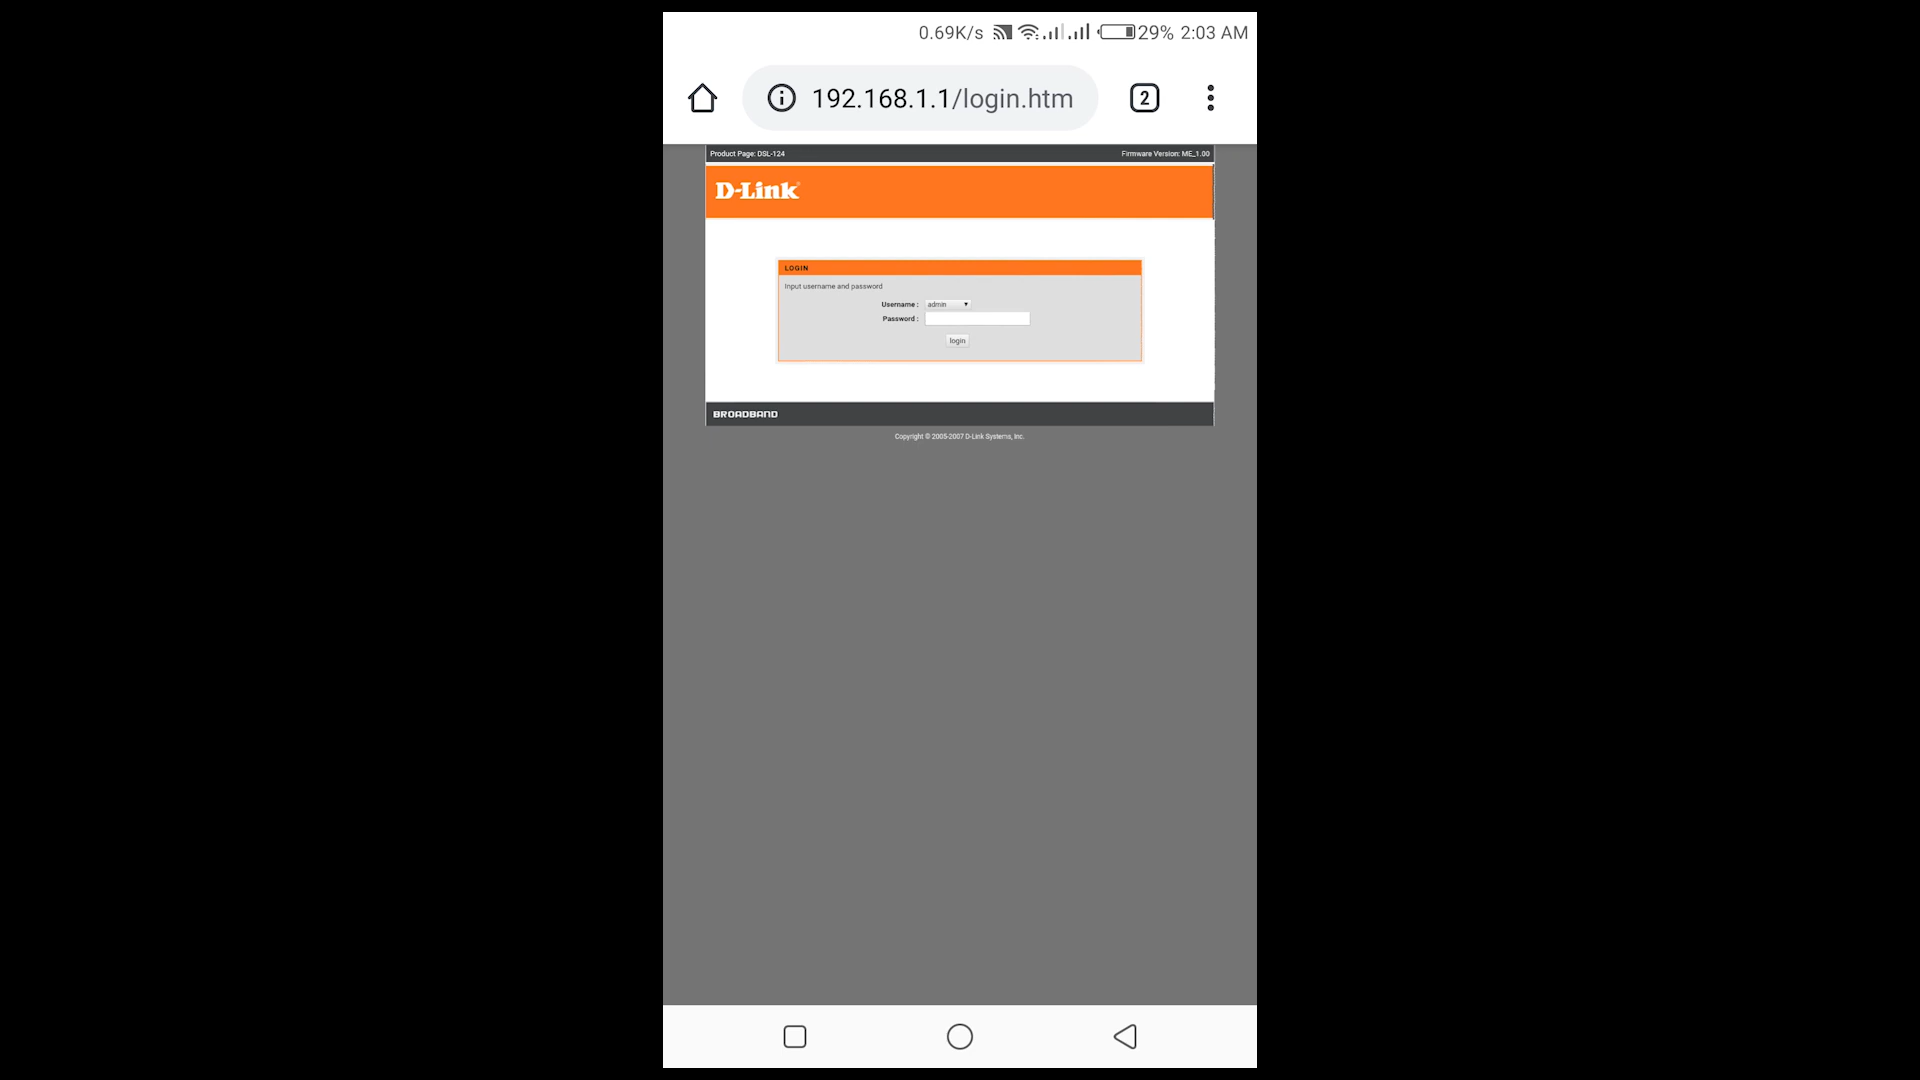 0.69K/s 29% 2:03 AM
192.168.1.1/login.htm 2
Product Page: DSL-124 Firmware Version: ME_1.00
D-Link
LOGIN
Input username and password
Username : admin
Password :
login
BROADBAND
Copyright © 2005-2007 D-Link Systems, Inc.